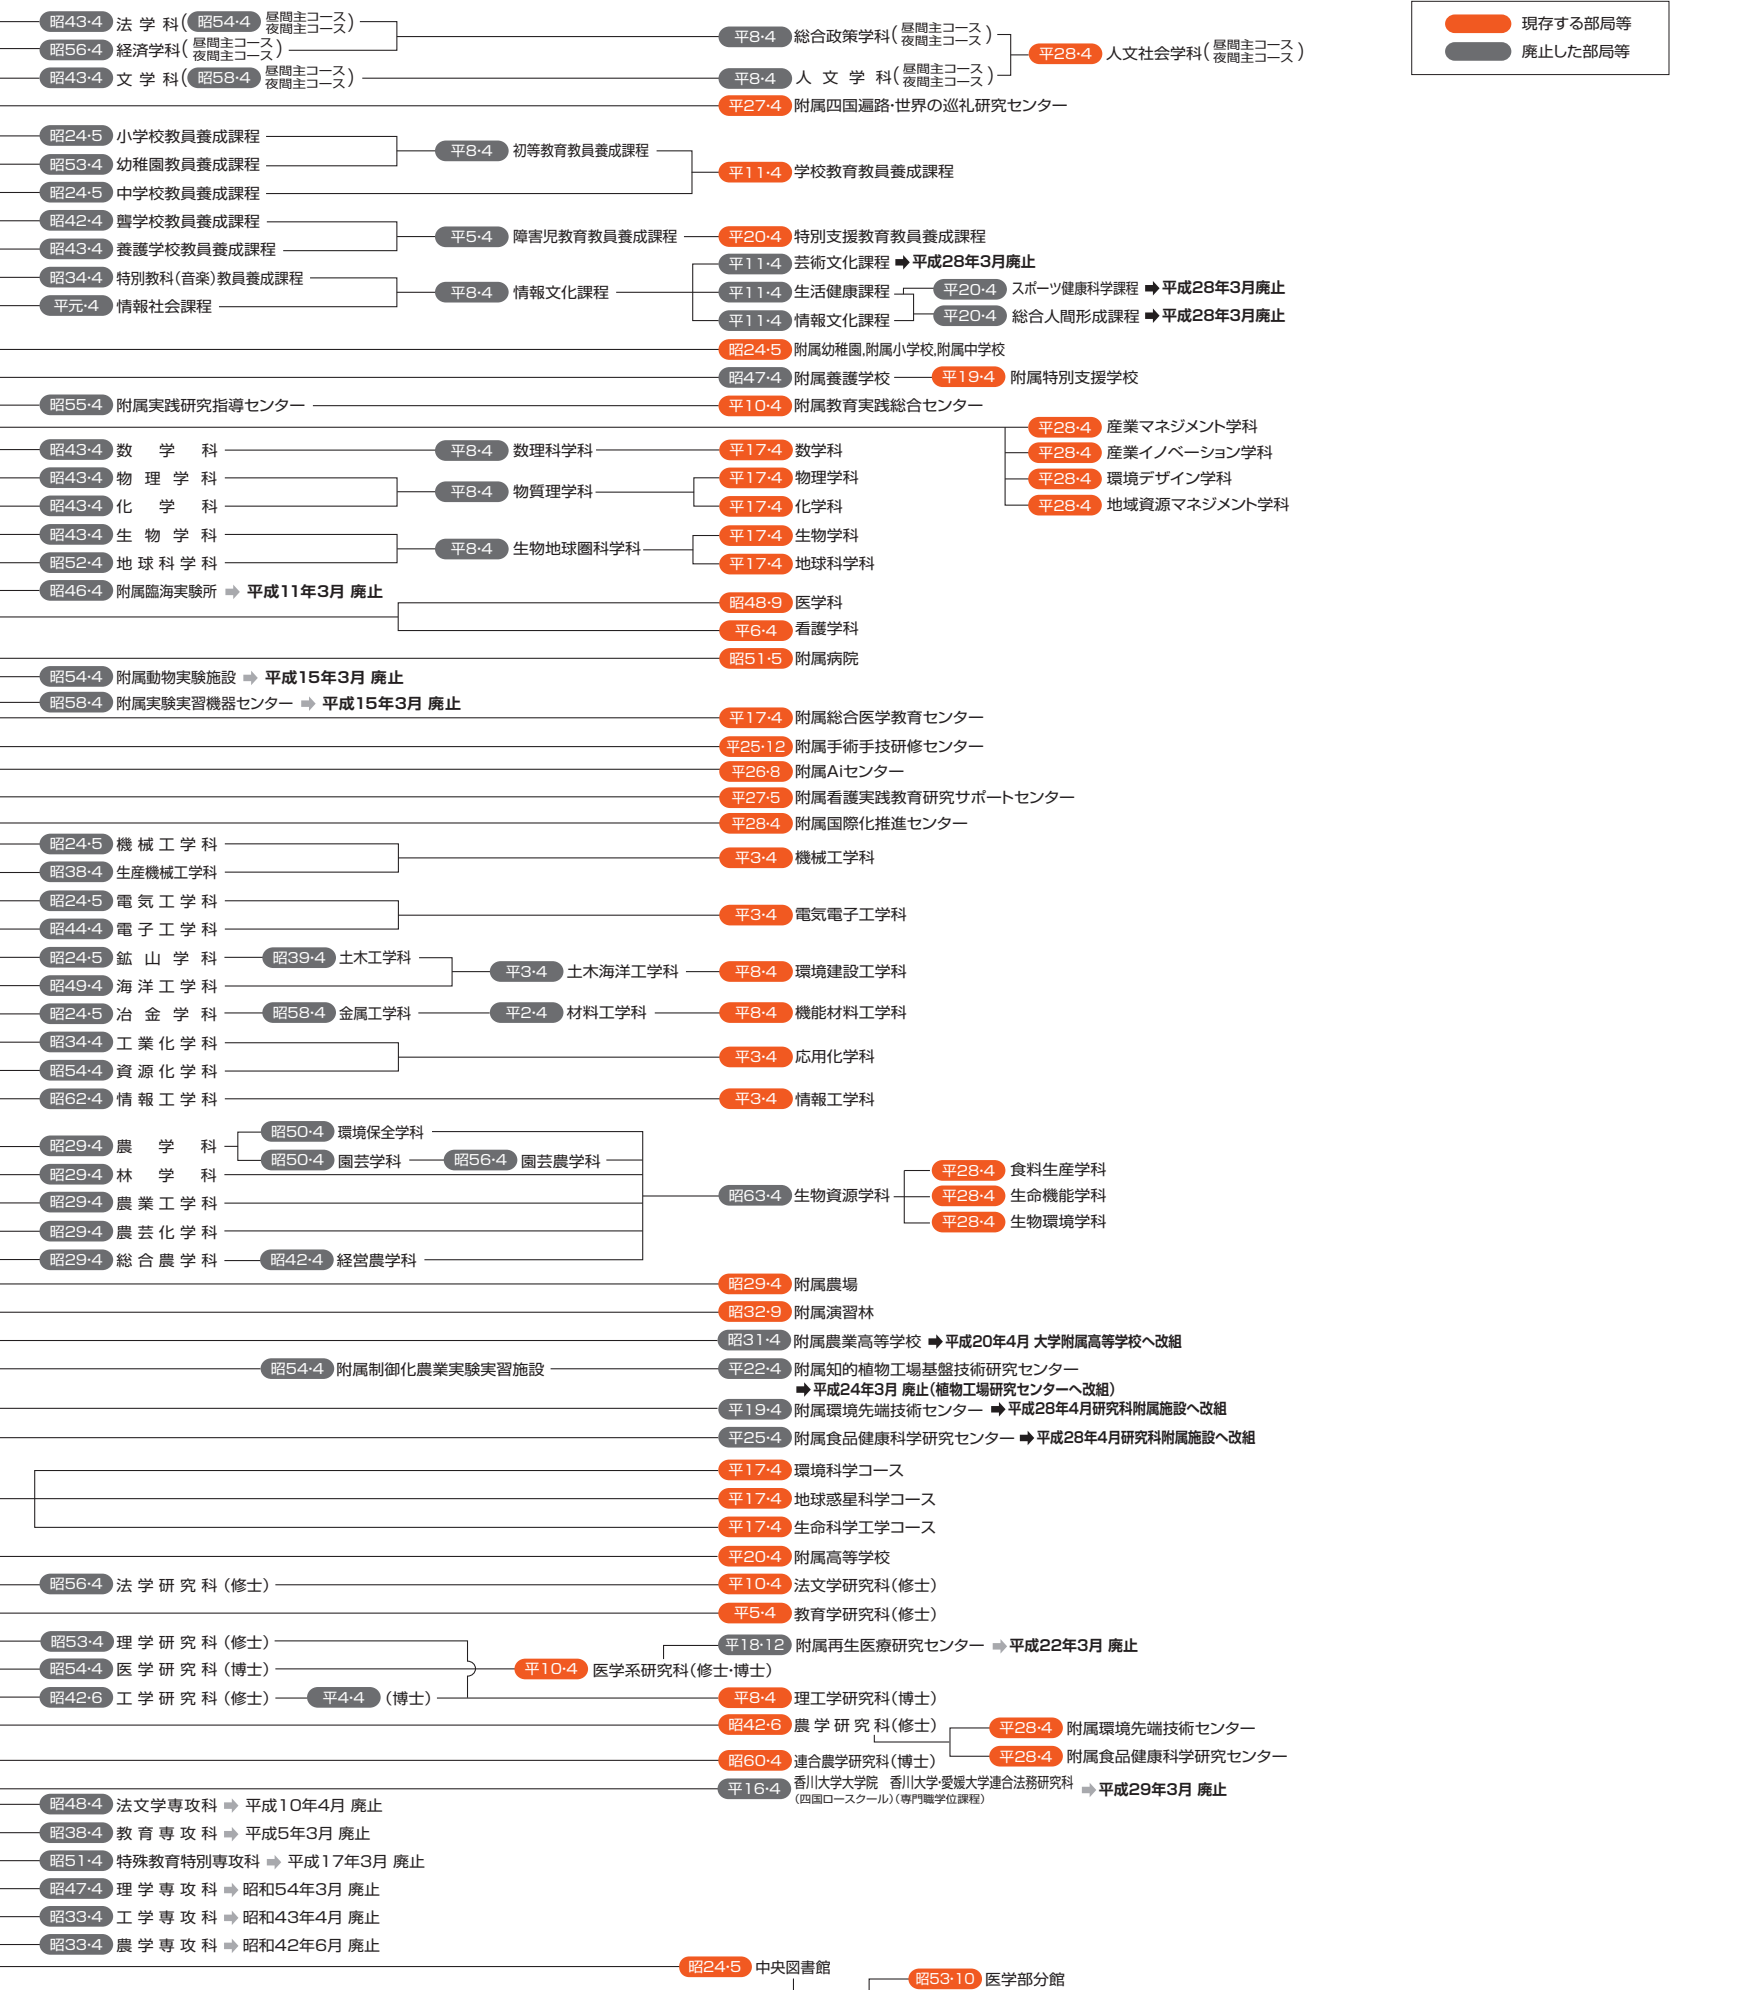 昭43·4 法学科(昭54·4 昼間主コース 夜間主コース)
昭56·4 経済学科(昼間主コース 夜間主コース)
平8·4 総合政策学科(昼間主コース 夜間主コース)
平28·4 人文社会学科(昼間主コース 夜間主コース)
現存する部局等
廃止した部局等
昭43·4 文学科(昭58·4 昼間主コース 夜間主コース)
平8·4 人文学科(昼間主コース 夜間主コース)
平27·4 附属四国遍路・世界の巡礼研究センター
昭24·5 小学校教員養成課程
昭53·4 幼稚園教員養成課程
平8·4 初等教育教員養成課程
昭24·5 中学校教員養成課程
平11·4 学校教育教員養成課程
昭42·4 聾学校教員養成課程
昭43·4 養護学校教員養成課程
平5·4 障害児教育教員養成課程
平20·4 特別支援教育教員養成課程
昭34·4 特別教科(音楽)教員養成課程
平元·4 情報社会課程
平8·4 情報文化課程
平11·4 芸術文化課程 ➡平成28年3月廃止
平11·4 生活健康課程
平11·4 情報文化課程
平20·4 スポーツ健康科学課程 ➡平成28年3月廃止
平20·4 総合人間形成課程 ➡平成28年3月廃止
昭24·5 附属幼稚園,附属小学校,附属中学校
昭47·4 附属養護学校
平19·4 附属特別支援学校
昭55·4 附属実践研究指導センター
平10·4 附属教育実践総合センター
平28·4 産業マネジメント学科
平28·4 産業イノベーション学科
平28·4 環境デザイン学科
平28·4 地域資源マネジメント学科
昭43·4 数学科
平8·4 数理科学科
平17·4 数学科
昭43·4 物理学科
昭43·4 化学科
平8·4 物質理学科
平17·4 物理学科
平17·4 化学科
昭43·4 生物学科
昭52·4 地球科学科
平8·4 生物地球圏科学科
平17·4 生物学科
平17·4 地球科学科
昭46·4 附属臨海実験所 ➡ 平成11年3月 廃止
昭48·9 医学科
平6·4 看護学科
昭51·5 附属病院
昭54·4 附属動物実験施設 ➡ 平成15年3月 廃止
昭58·4 附属実験実習機器センター ➡ 平成15年3月 廃止
平17·4 附属総合医学教育センター
平25·12 附属手術手技研修センター
平26·8 附属Aiセンター
平27·5 附属看護実践教育研究サポートセンター
平28·4 附属国際化推進センター
昭24·5 機械工学科
昭38·4 生産機械工学科
平3·4 機械工学科
昭24·5 電気工学科
昭44·4 電子工学科
平3·4 電気電子工学科
昭24·5 鉱山学科
昭39·4 土木工学科
昭49·4 海洋工学科
平3·4 土木海洋工学科
平8·4 環境建設工学科
昭24·5 冶金学科
昭58·4 金属工学科
平2·4 材料工学科
平8·4 機能材料工学科
昭34·4 工業化学科
昭54·4 資源化学科
平3·4 応用化学科
昭62·4 情報工学科
平3·4 情報工学科
昭29·4 農学科
昭50·4 環境保全学科
昭50·4 園芸学科
昭56·4 園芸農学科
昭29·4 林学科
昭29·4 農業工学科
昭29·4 農芸化学科
昭29·4 総合農学科
昭42·4 経営農学科
昭63·4 生物資源学科
平28·4 食料生産学科
平28·4 生命機能学科
平28·4 生物環境学科
昭29·4 附属農場
昭32·9 附属演習林
昭31·4 附属農業高等学校 ➡平成20年4月 大学附属高等学校へ改組
昭54·4 附属制御化農業実験実習施設
平22·4 附属知的植物工場基盤技術研究センター
➡平成24年3月 廃止(植物工場研究センターへ改組)
平19·4 附属環境先端技術センター ➡平成28年4月研究科附属施設へ改組
平25·4 附属食品健康科学研究センター ➡平成28年4月研究科附属施設へ改組
平17·4 環境科学コース
平17·4 地球惑星科学コース
平17·4 生命科学工学コース
平20·4 附属高等学校
昭56·4 法学研究科(修士)
平10·4 法文学研究科(修士)
平5·4 教育学研究科(修士)
昭53·4 理学研究科(修士)
平18·12 附属再生医療研究センター ➡平成22年3月 廃止
昭54·4 医学研究科(博士)
平10·4 医学系研究科(修士・博士)
昭42·6 工学研究科(修士)
平4·4 (博士)
平8·4 理工学研究科(博士)
昭42·6 農学研究科(修士)
平28·4 附属環境先端技術センター
平28·4 附属食品健康科学研究センター
昭60·4 連合農学研究科(博士)
平16·4 香川大学大学院 香川大学・愛媛大学連合法務研究科
(四国ロースクール)(専門職学位課程)
➡平成29年3月 廃止
昭48·4 法文学専攻科 ➡ 平成10年4月 廃止
昭38·4 教育専攻科 ➡ 平成5年3月 廃止
昭51·4 特殊教育特別専攻科 ➡ 平成17年3月 廃止
昭47·4 理学専攻科 ➡昭和54年3月 廃止
昭33·4 工学専攻科 ➡昭和43年4月 廃止
昭33·4 農学専攻科 ➡昭和42年6月 廃止
昭24·5 中央図書館
昭53·10 医学部分館